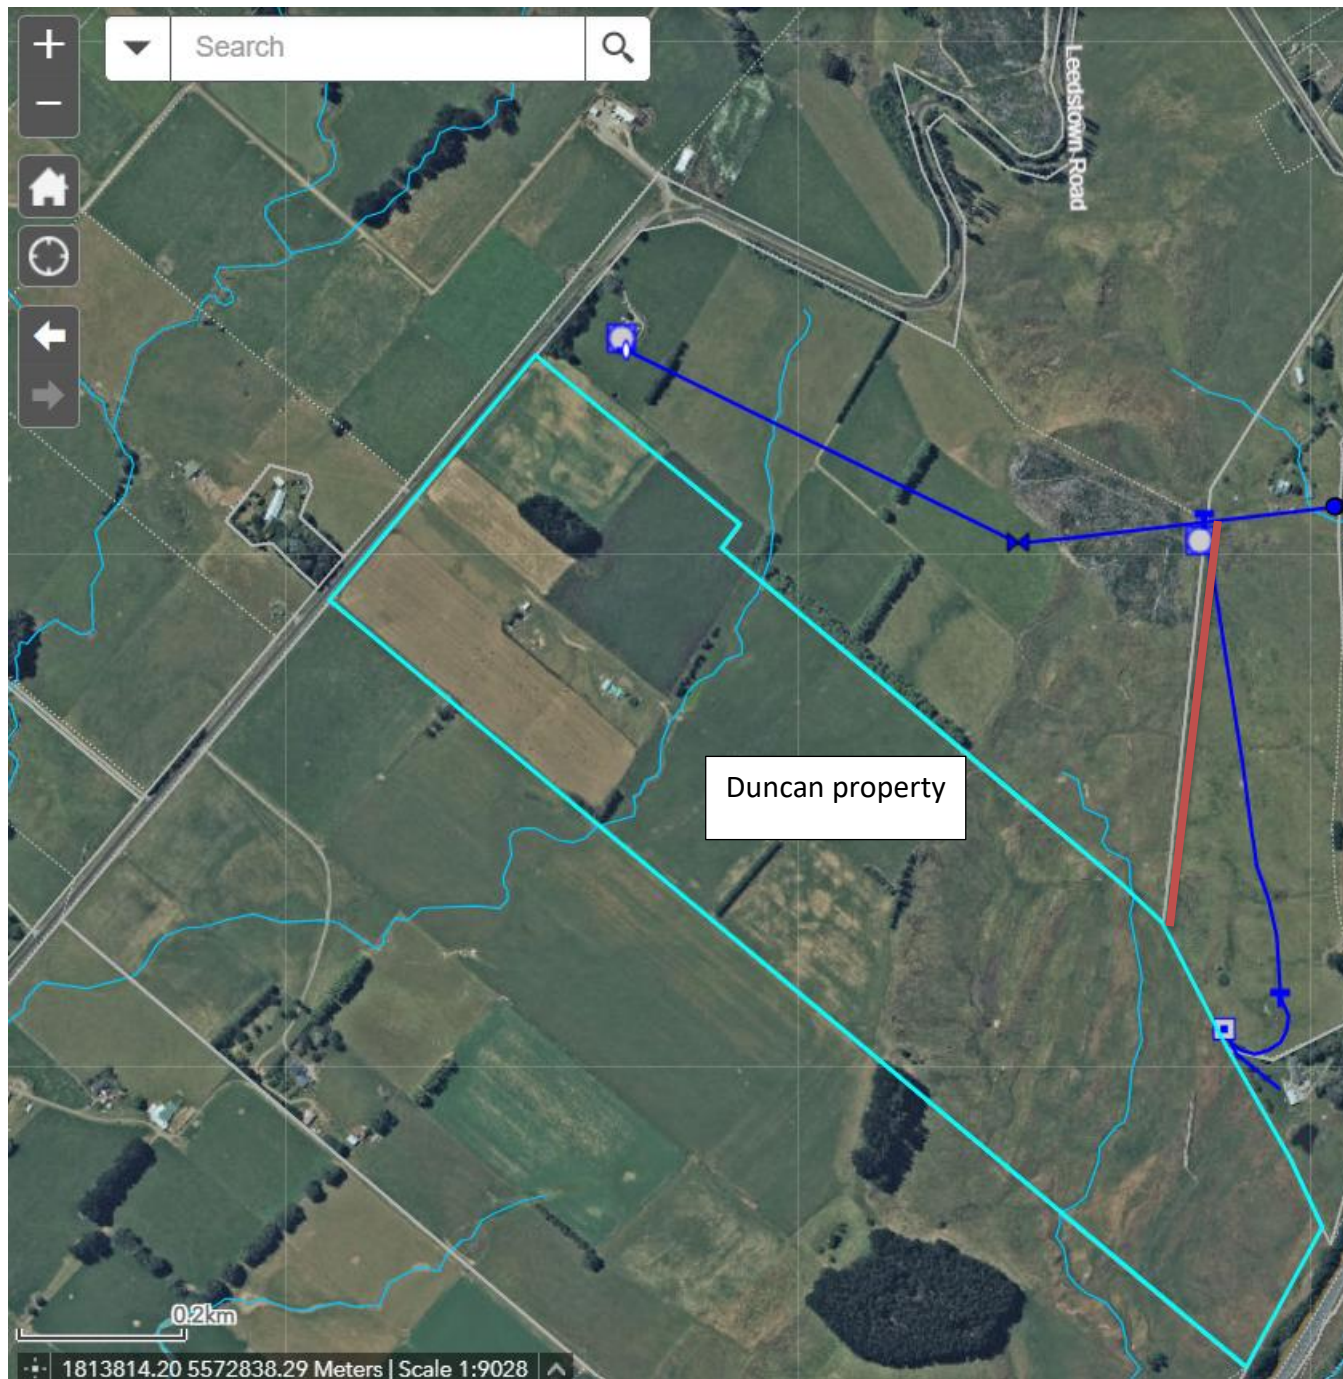 Search
Leedstown Road
Duncan property
0.2km
1813814.20 5572838.29 Meters | Scale 1:9028